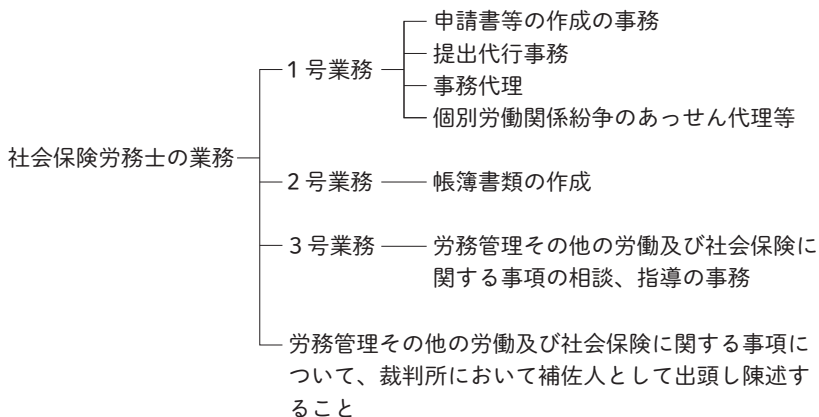 社会保険労務士の業務
1号業務
申請書等の作成の事務
提出代行事務
事務代理
個別労働関係紛争のあっせん代理等
2号業務
帳簿書類の作成
3号業務
労務管理その他の労働及び社会保険に
関する事項の相談、指導の事務
労務管理その他の労働及び社会保険に関する事項に
ついて、裁判所において補佐人として出頭し陳述す
ること